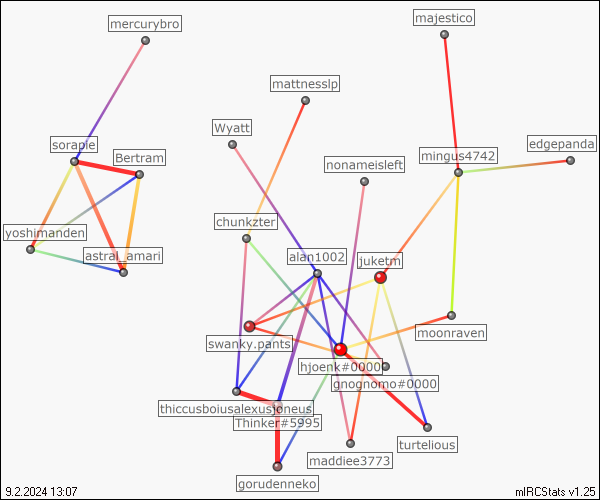 majestico
mercurybro
mattnesslp
Wyatt
edgepanda
sorapie
Bertram
mingus4742
nonameisleft
chunkzter
yoshimanden
alan1002
juketm
astral_amari
moonraven
swanky.pants
hjoenk#0000
gnognomo#0000
thiccusboiusalexusjoneus
Thinker#5995
turtelious
maddiee3773
gorudenneko
9.2.2024 13:07
mIRCStats v1.25